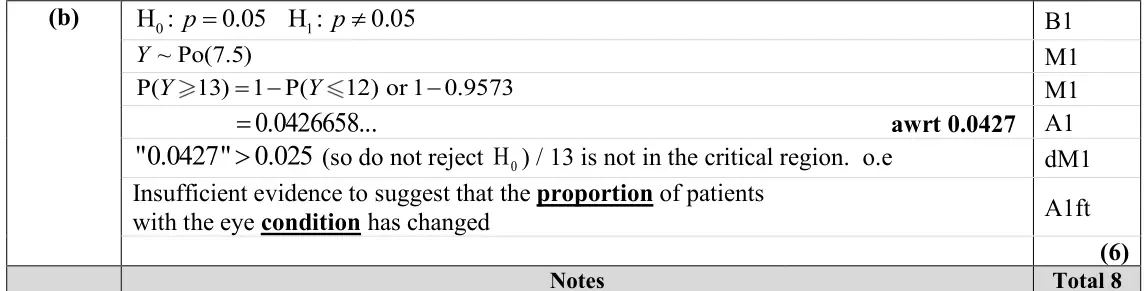 (b) H₀ : p = 0.05 H₁ : p ≠ 0.05 B1
Y ~ Po(7.5) M1
P(Y ⩾ 13) = 1 − P(Y ⩽ 12) or 1 − 0.9573 M1
= 0.0426658... awrt 0.0427 A1
"0.0427" > 0.025 (so do not reject H₀) / 13 is not in the critical region. o.e dM1
Insufficient evidence to suggest that the proportion of patients
with the eye condition has changed A1ft
(6)
Notes Total 8